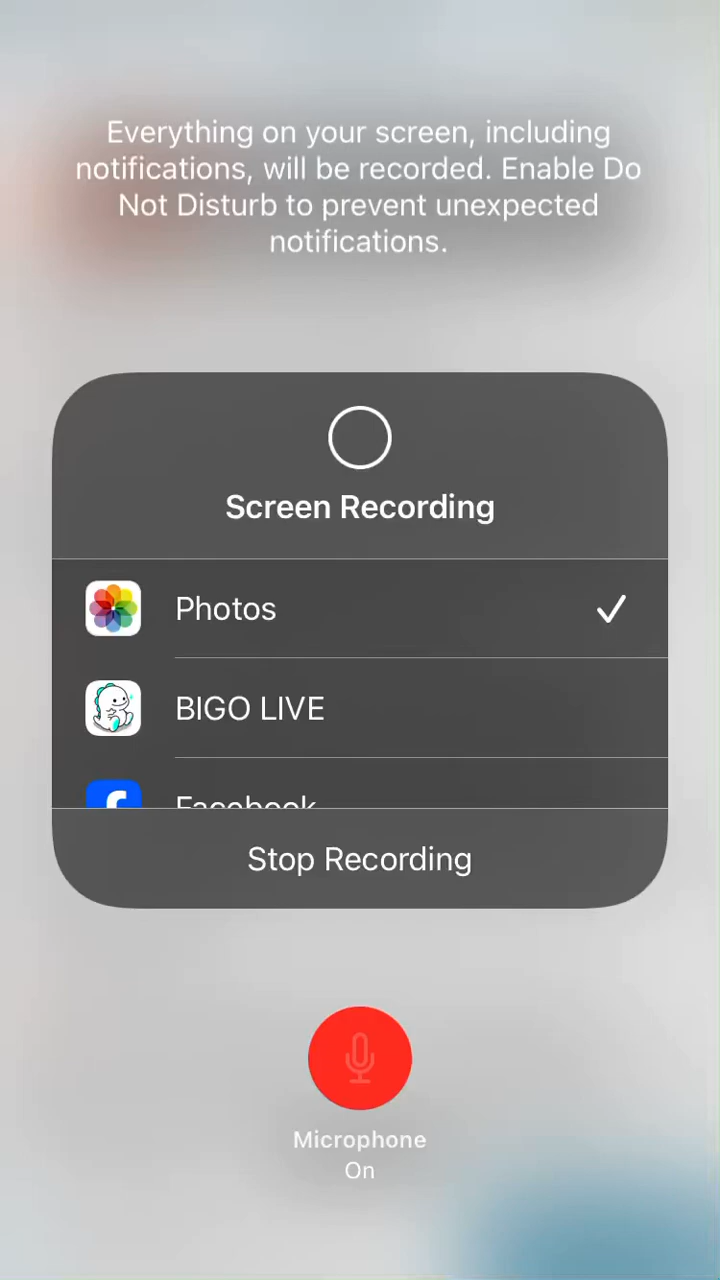 Everything on your screen, including
notifications, will be recorded. Enable Do
Not Disturb to prevent unexpected
notifications.
Screen Recording
Photos
BIGO LIVE
Facebook
Stop Recording
Microphone
On